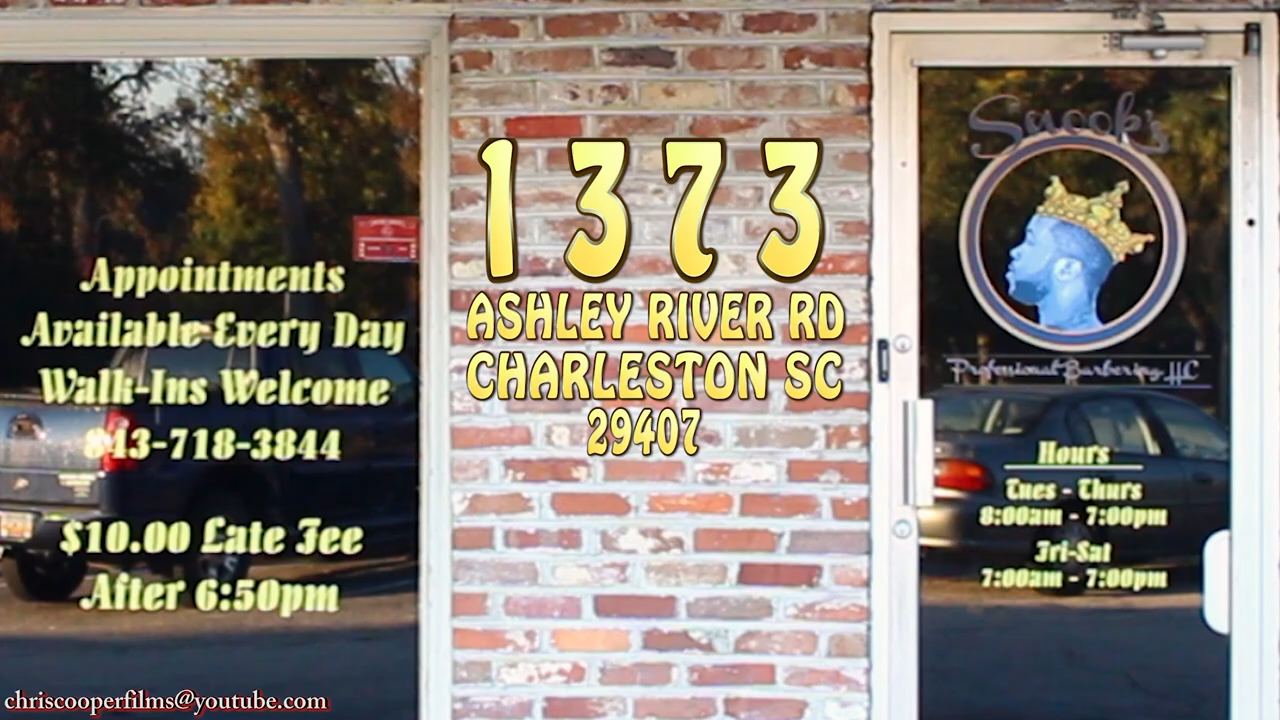 Appointments
Available Every Day
Walk-Ins Welcome
843-718-3844
$10.00 Late Fee
After 6:50pm
1373
ASHLEY RIVER RD
CHARLESTON SC
29407
Snook's
Professional Barbering LLC
Hours
Tues - Thurs
8:00am - 7:00pm
Fri-Sat
7:00am - 7:00pm
chriscooperfilms@youtube.com